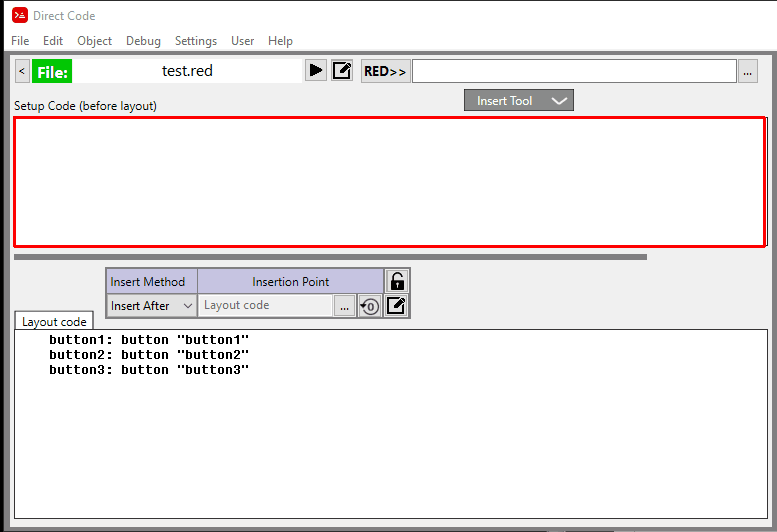 Direct Code
File Edit Object Debug Settings User Help
< File: test.red RED>> ...
Insert Tool
Setup Code (before layout)
Insert Method Insertion Point
Insert After Layout code ... 0
Layout code
button1: button "button1"
button2: button "button2"
button3: button "button3"